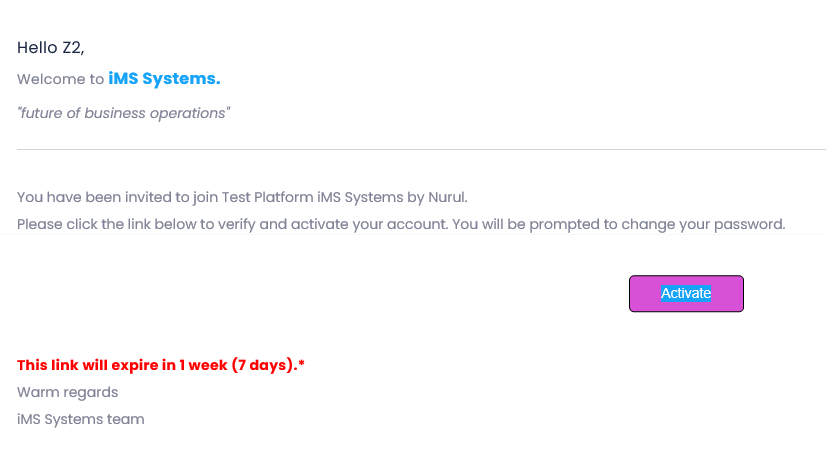 Hello Z2,
Welcome to iMS Systems.
"future of business operations"
You have been invited to join Test Platform iMS Systems by Nurul.
Please click the link below to verify and activate your account. You will be prompted to change your password.
Activate
This link will expire in 1 week (7 days).*
Warm regards
iMS Systems team